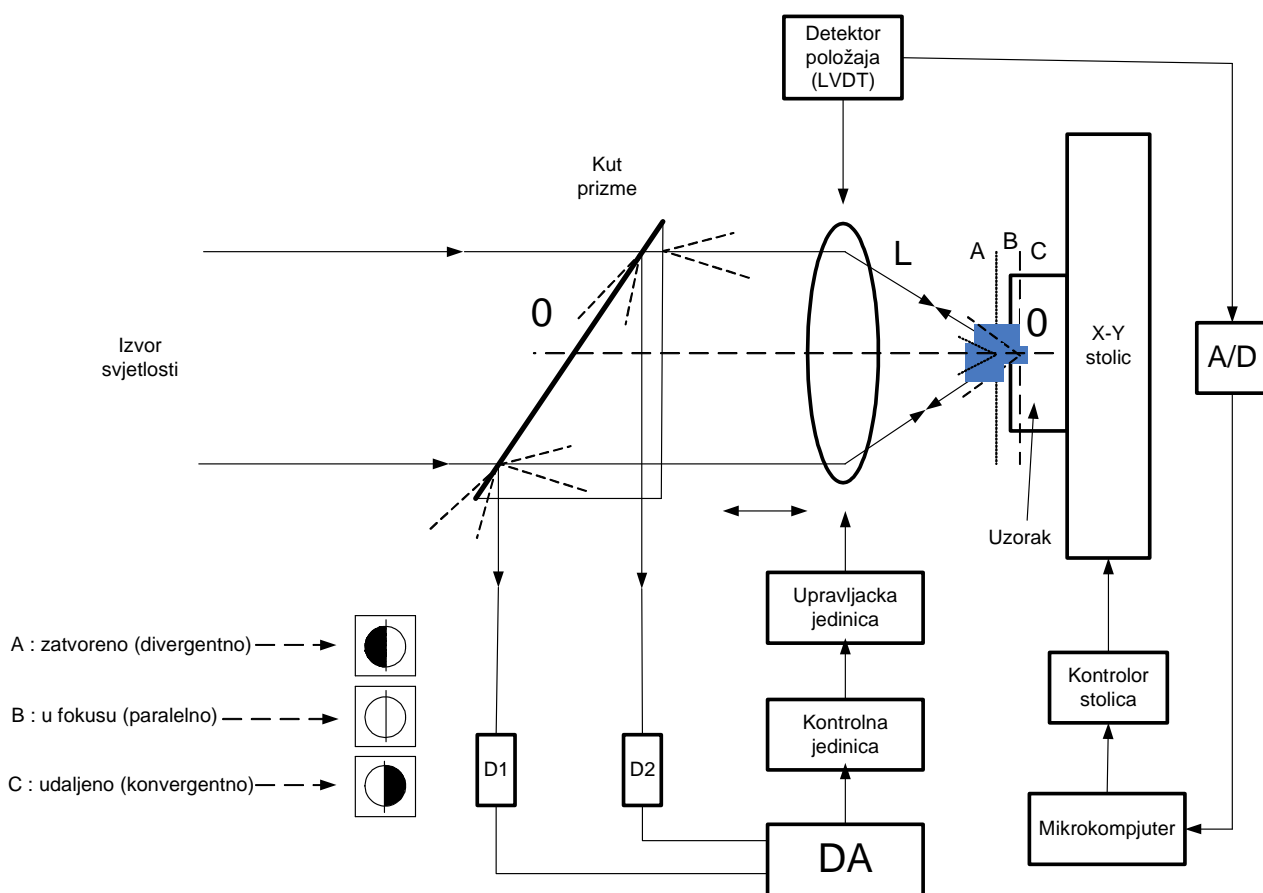 Detektor
položaja
(LVDT)
Kut
prizme
L
A
B
C
0
0
Izvor
svjetlosti
X-Y
stolic
A/D
Uzorak
Upravljacka
jedinica
A : zatvoreno (divergentno)
B : u fokusu (paralelno)
C : udaljeno (konvergentno)
Kontrolna
jedinica
Kontrolor
stolica
D1
D2
DA
Mikrokompjuter